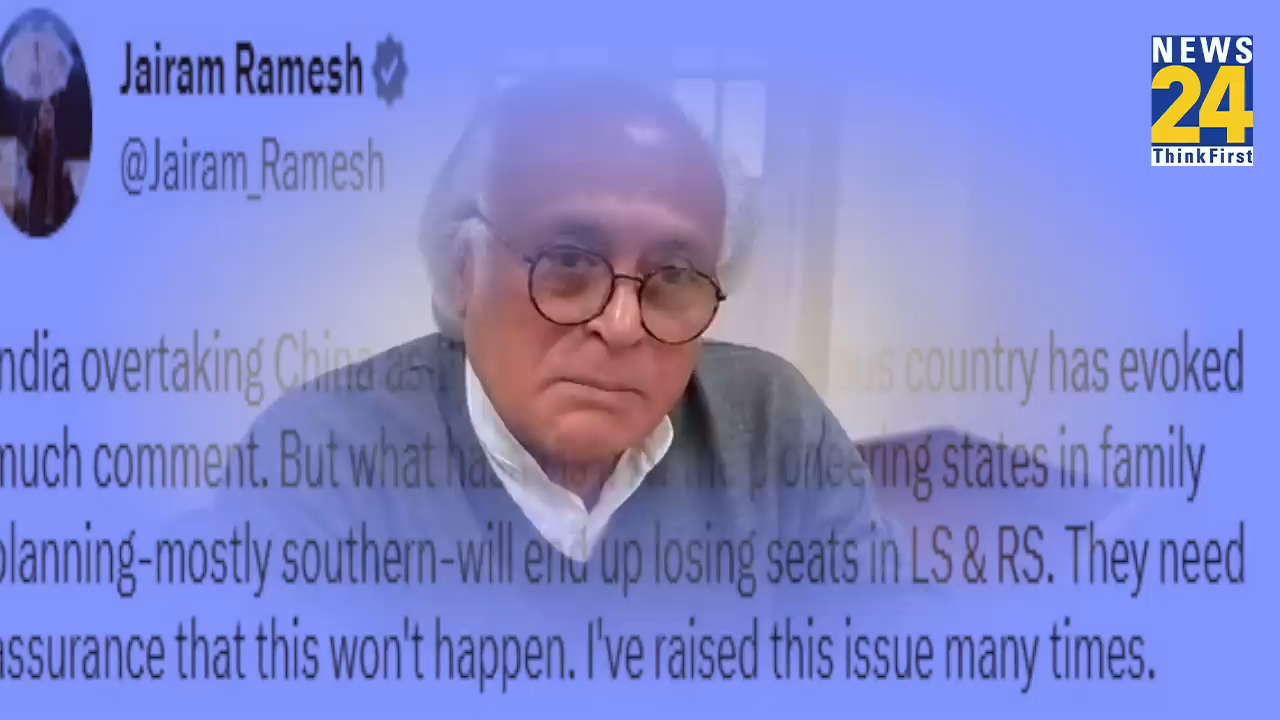 Jairam Ramesh
@Jairam_Ramesh
NEWS
24
ThinkFirst
ndia overtaking China as country has evoked
much comment. But what pioneering states in family
planning-mostly southern-will end up losing seats in LS & RS. They need
assurance that this won't happen. I've raised this issue many times.